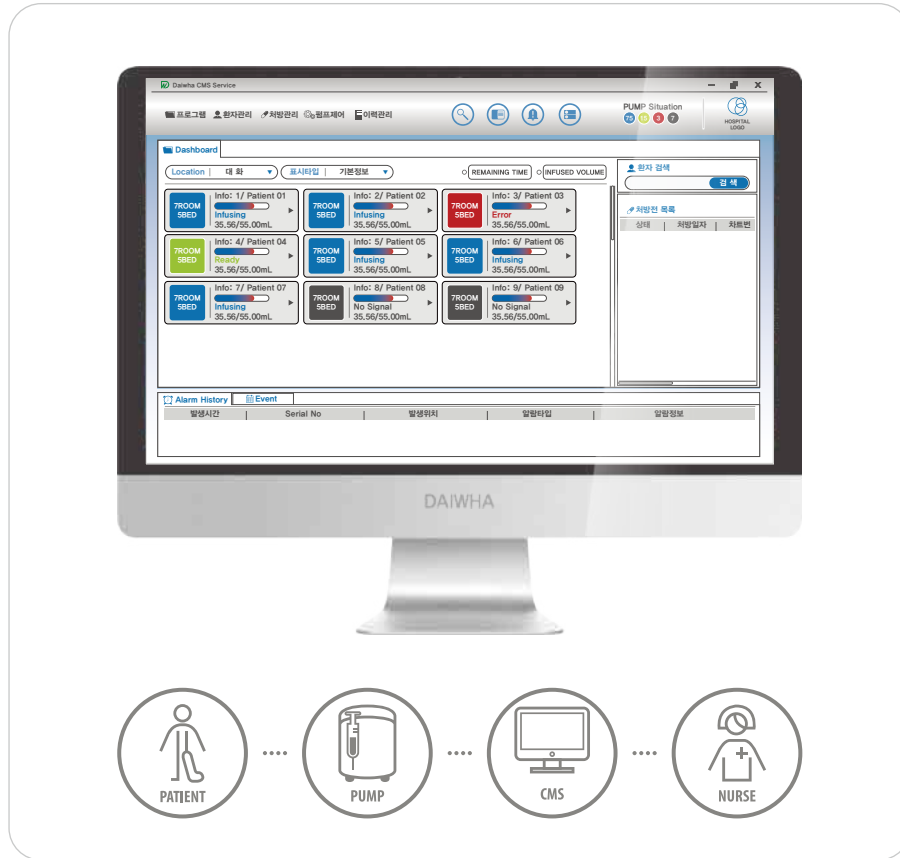 Daiwha CMS Service
프로그램 환자관리 처방관리 펌프제어 이력관리
PUMP Situation
75 3 7
HOSPITAL
LOGO
Dashboard
Location | 대 화 ▼ 표시타입 | 기본정보 ▼ REMAINING TIME INFUSED VOLUME
환자 검색
검 색
처방전 목록
상태 | 처방일자 | 차트번
7ROOM
5BED
Info: 1/ Patient 01
Infusing
35.56/55.00mL
7ROOM
5BED
Info: 2/ Patient 02
Infusing
35.56/55.00mL
7ROOM
5BED
Info: 3/ Patient 03
Error
35.56/55.00mL
7ROOM
5BED
Info: 4/ Patient 04
Ready
35.56/55.00mL
7ROOM
5BED
Info: 5/ Patient 05
Infusing
35.56/55.00mL
7ROOM
5BED
Info: 6/ Patient 06
Infusing
35.56/55.00mL
7ROOM
5BED
Info: 7/ Patient 07
Infusing
35.56/55.00mL
7ROOM
5BED
Info: 8/ Patient 08
No Signal
35.56/55.00mL
7ROOM
5BED
Info: 9/ Patient 09
No Signal
35.56/55.00mL
Alarm History Event
발생시간 | Serial No | 발생위치 | 알람타입 | 알람정보
DAIWHA
PATIENT
PUMP
CMS
NURSE